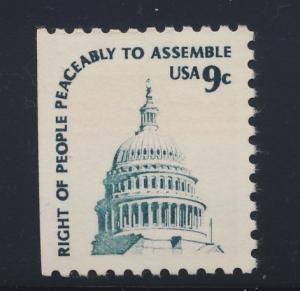 RIGHT OF PEOPLE PEACEABLY TO ASSEMBLE
USA 9c